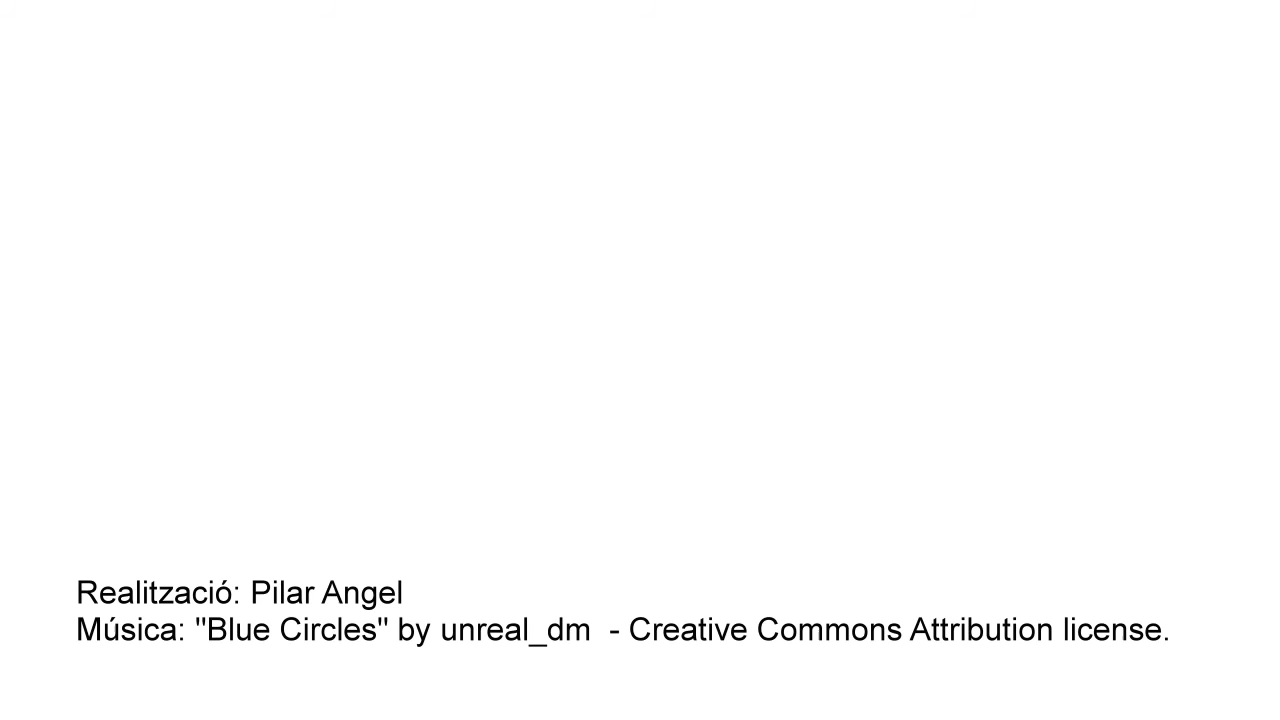 Realització: Pilar Angel
Música: "Blue Circles" by unreal_dm  - Creative Commons Attribution license.